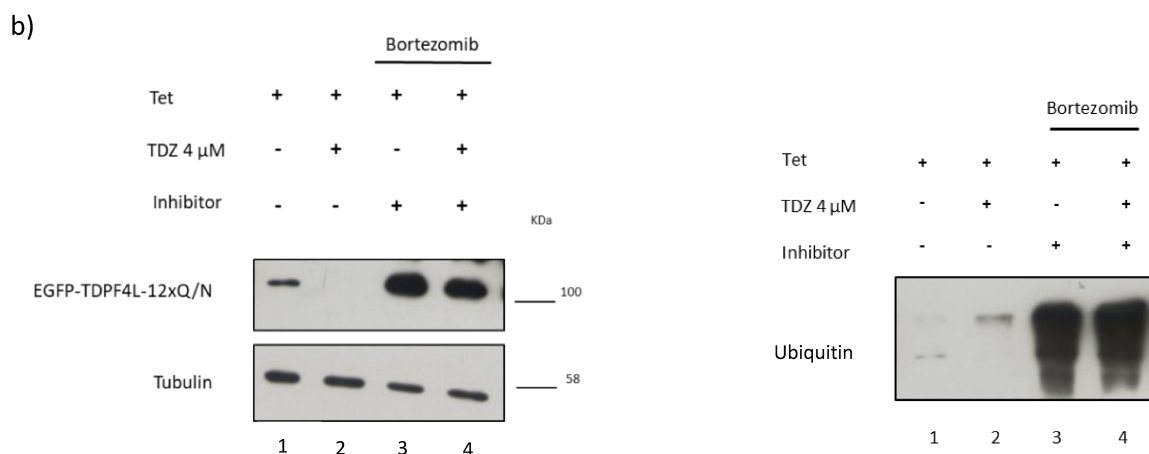 b)
Bortezomib
Tet + + + +
TDZ 4 µM - + - +
Inhibitor - - + +
KDa
EGFP-TDPF4L-12xQ/N
100
Tubulin
58
1 2 3 4
Bortezomib
Tet + + + +
TDZ 4 µM - + - +
Inhibitor - - + +
Ubiquitin
1 2 3 4